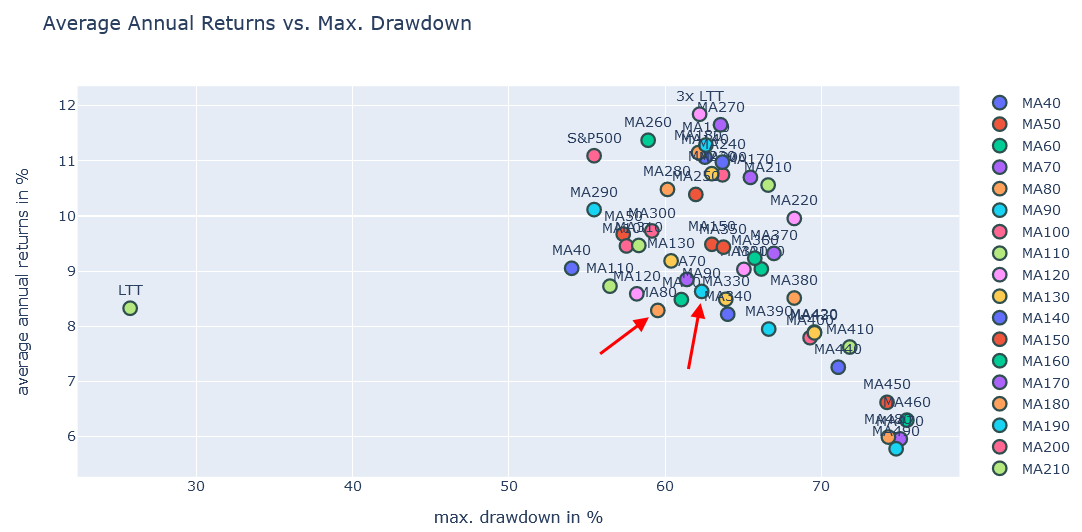 Average Annual Returns vs. Max. Drawdown
3x LTT
MA270
MA260
S&P500
MA240
MA170
MA210
MA280
MA250
MA290
MA220
MA50
MA300
MA310
MA150
MA350
MA370
MA360
MA130
MA40
MA110
MA120
MA90
MA80
MA330
MA340
MA380
LTT
MA390
MA400
MA410
MA440
MA450
MA460
MA490
12
11
10
9
8
7
6
average annual returns in %
30
40
50
60
70
max. drawdown in %
MA40
MA50
MA60
MA70
MA80
MA90
MA100
MA110
MA120
MA130
MA140
MA150
MA160
MA170
MA180
MA190
MA200
MA210